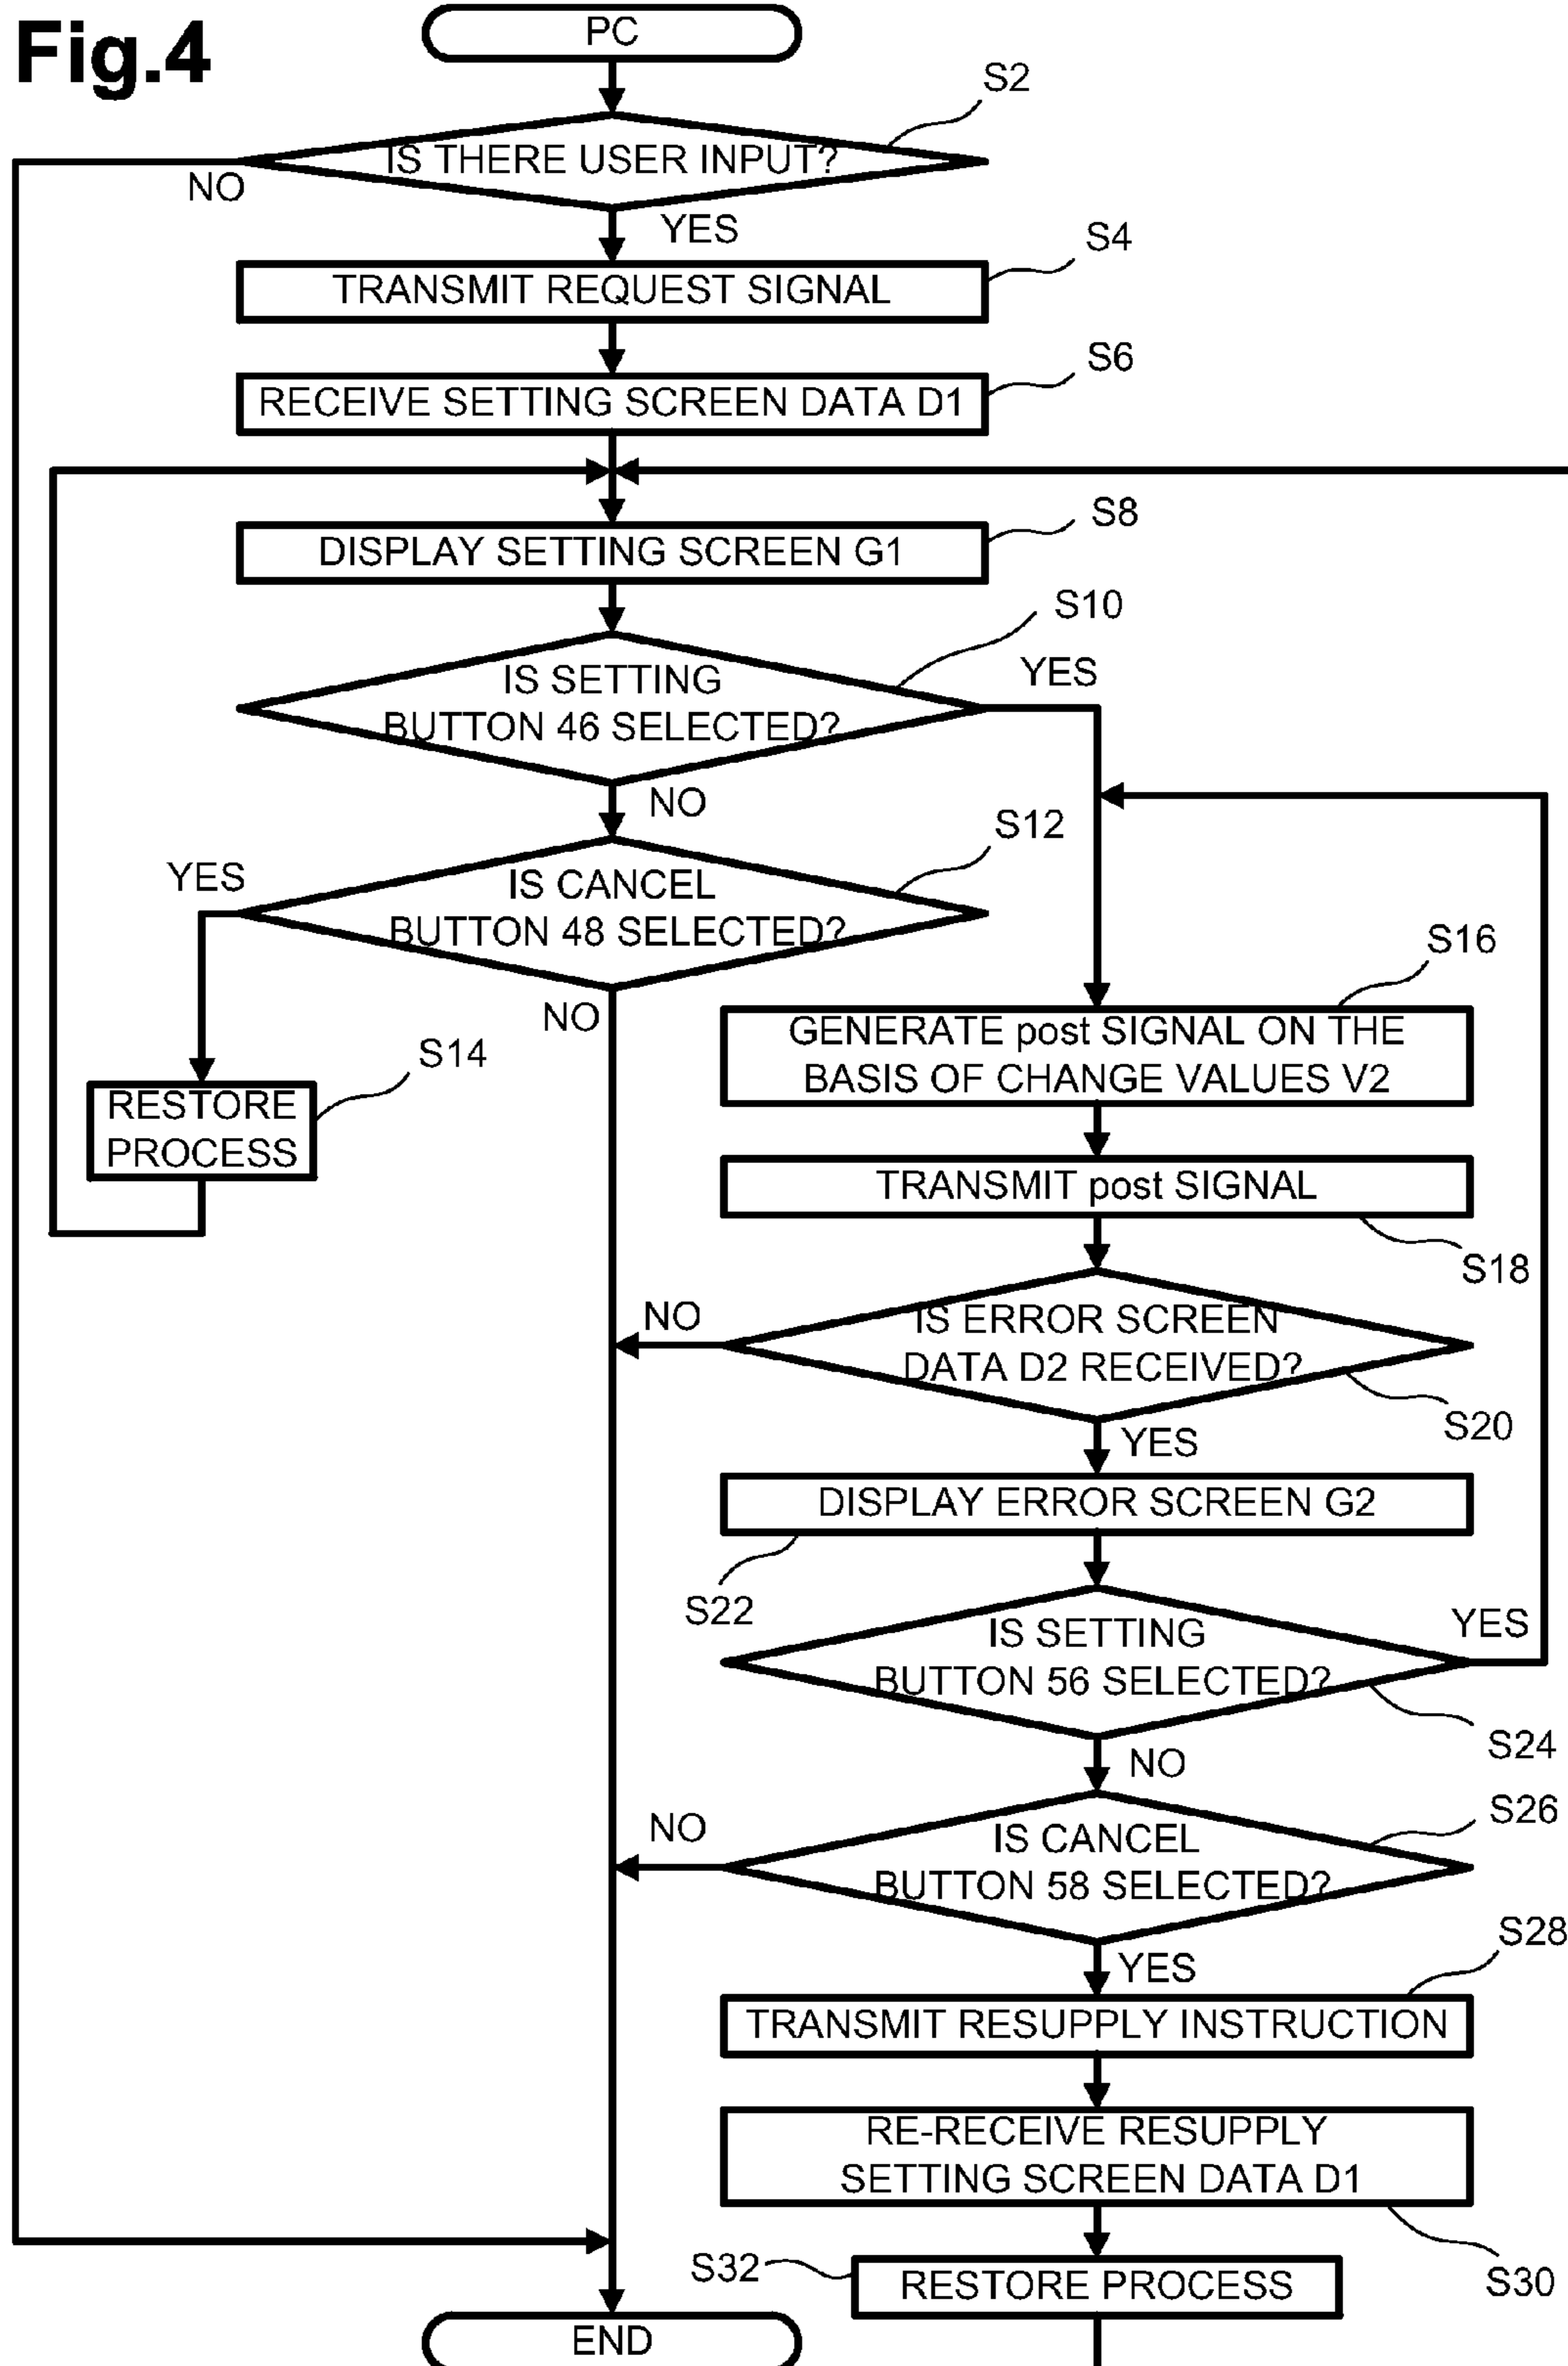 Fig.4
PC
S2
IS THERE USER INPUT?
NO
YES
S4
TRANSMIT REQUEST SIGNAL
S6
RECEIVE SETTING SCREEN DATA D1
S8
DISPLAY SETTING SCREEN G1
S10
IS SETTING
BUTTON 46 SELECTED?
YES
NO
S12
IS CANCEL
BUTTON 48 SELECTED?
YES
NO
S14
RESTORE
PROCESS
S16
GENERATE post SIGNAL ON THE
BASIS OF CHANGE VALUES V2
TRANSMIT post SIGNAL
S18
IS ERROR SCREEN
DATA D2 RECEIVED?
NO
S20
YES
DISPLAY ERROR SCREEN G2
S22
IS SETTING
BUTTON 56 SELECTED?
YES
S24
NO
S26
IS CANCEL
BUTTON 58 SELECTED?
NO
YES
S28
TRANSMIT RESUPPLY INSTRUCTION
RE-RECEIVE RESUPPLY
SETTING SCREEN DATA D1
S30
S32
RESTORE PROCESS
END